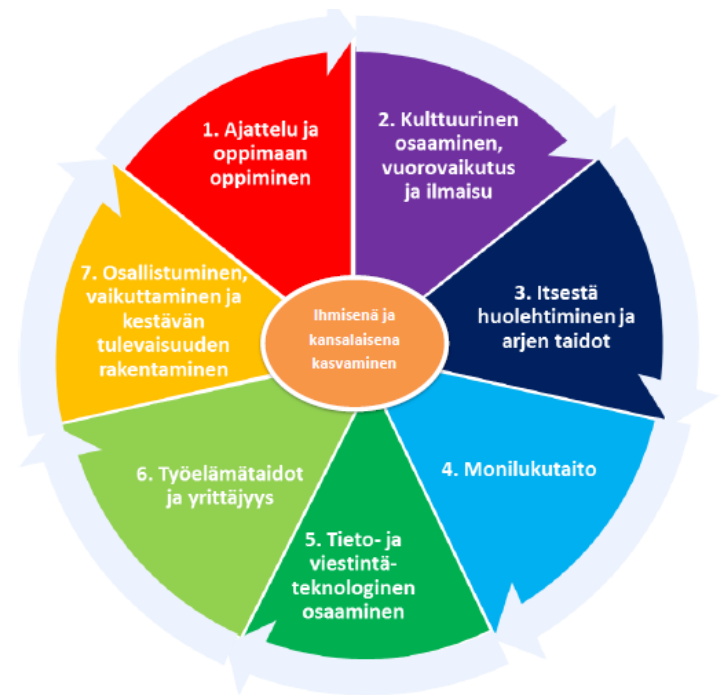 1. Ajattelu ja
oppimaan
oppiminen
2. Kulttuurinen
osaaminen,
vuorovaikutus
ja ilmaisu
3. Itsestä
huolehtiminen ja
arjen taidot
4. Monilukutaito
5. Tieto- ja
viestintä-
teknologinen
osaaminen
6. Työelämätaidot
ja yrittäjyys
7. Osallistuminen,
vaikuttaminen ja
kestävän
tulevaisuuden
rakentaminen
Ihmisenä ja
kansalaisena
kasvaminen